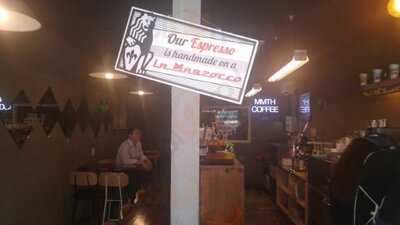 Our Espresso
is handmade on a
La Marzocco
MMTH
COFFEE